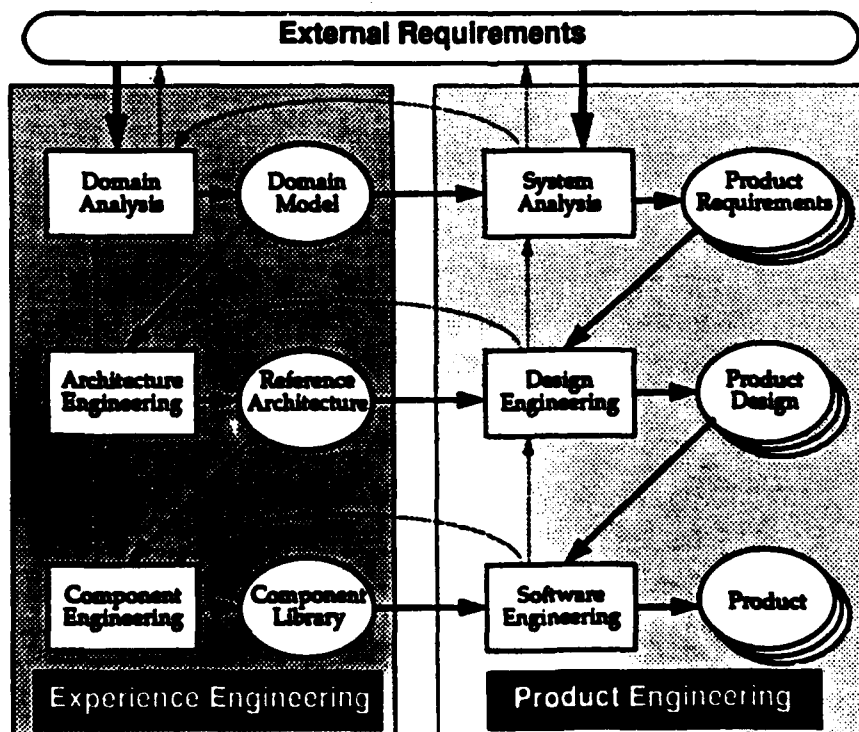 External Requirements
Domain
Analysis
Domain
Model
System
Analysis
Product
Requirements
Architecture
Engineering
Reference
Architecture
Design
Engineering
Product
Design
Component
Engineering
Component
Library
Software
Engineering
Product
Experience Engineering
Product Engineering